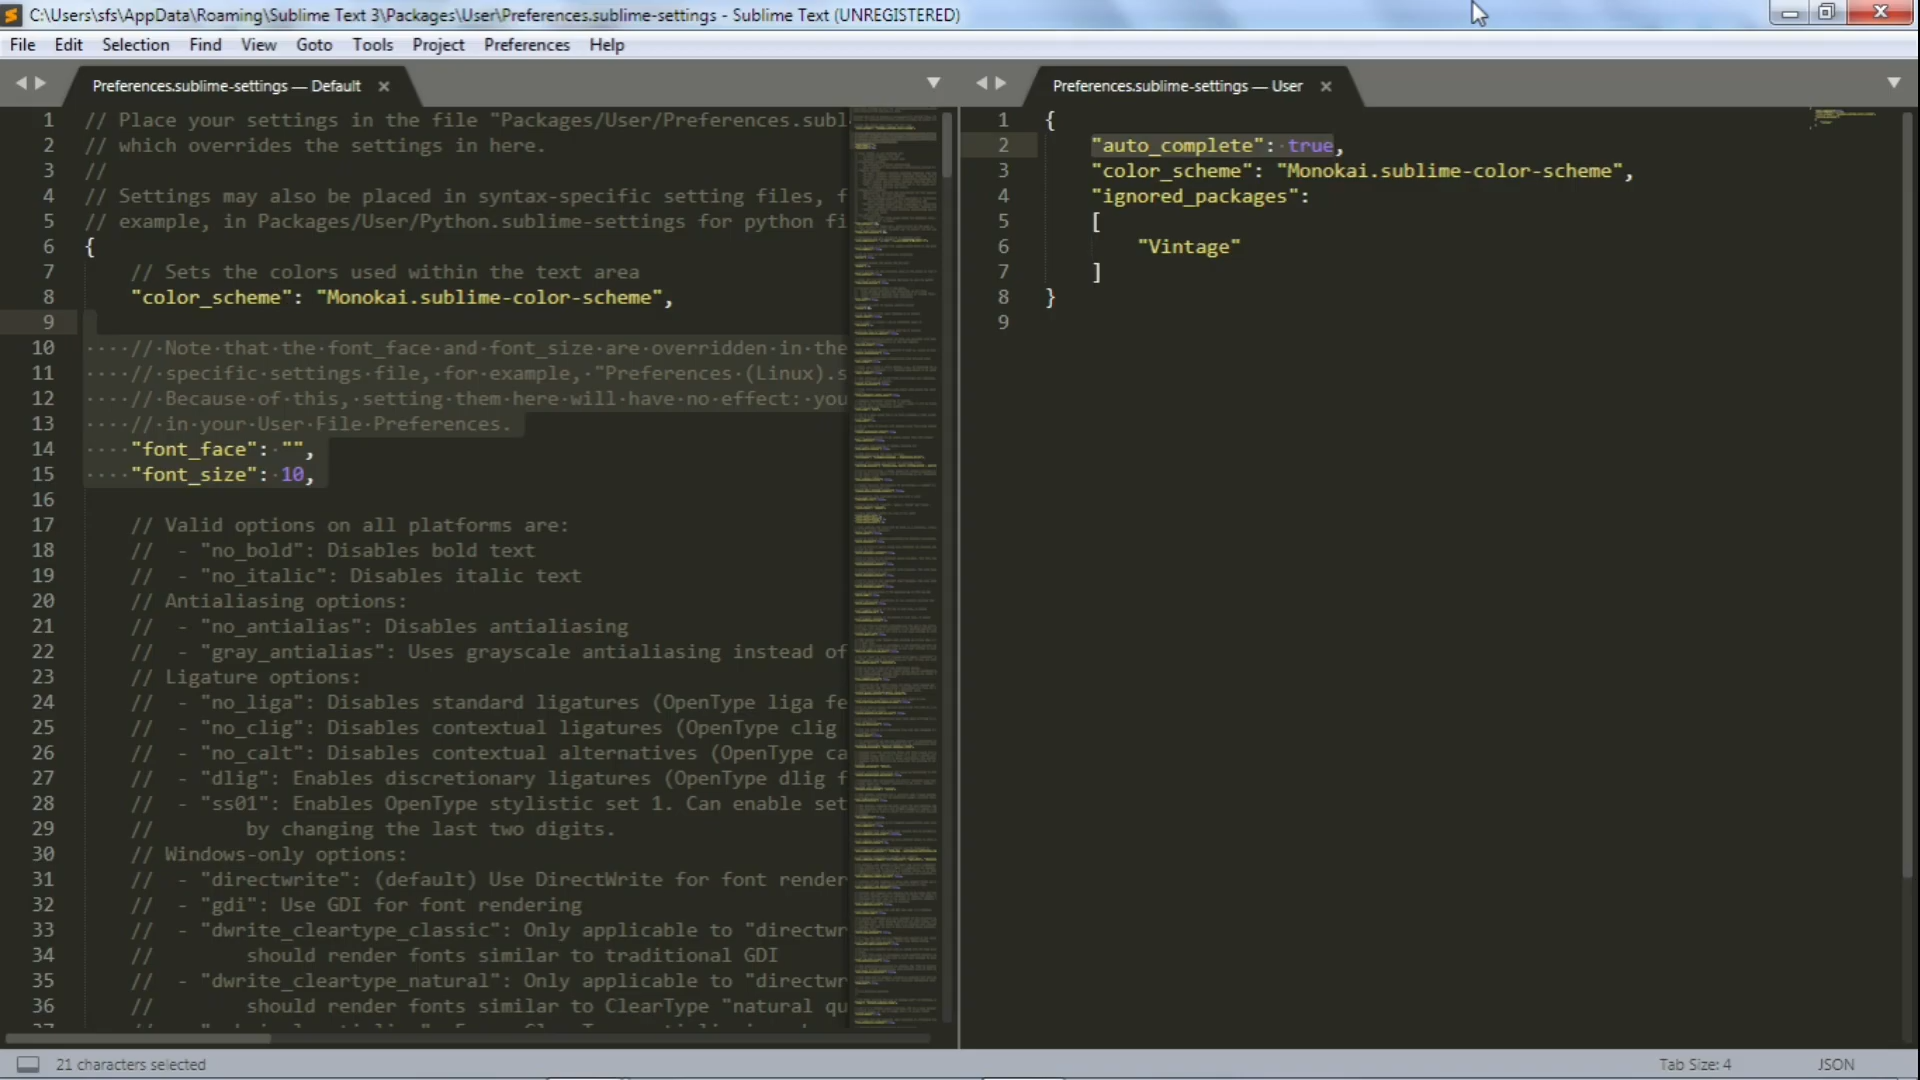 C:\Users\sfs\AppData\Roaming\Sublime Text 3\Packages\User\Preferences.sublime-settings - Sublime Text (UNREGISTERED)
File Edit Selection Find View Goto Tools Project Preferences Help
Preferences.sublime-settings — Default
1 // Place your settings in the file "Packages/User/Preferences.subl
2 // which overrides the settings in here.
3 //
4 // Settings may also be placed in syntax-specific setting files, f
5 // example, in Packages/User/Python.sublime-settings for python fi
6 {
7 // Sets the colors used within the text area
8 "color_scheme": "Monokai.sublime-color-scheme",
9
10 // Note that the font_face and font_size are overridden in the
11 // specific settings file, for example, "Preferences (Linux).s
12 // Because of this, setting them here will have no effect: you
13 // in your User File Preferences.
14 "font_face": "",
15 "font_size": 10,
16
17 // Valid options on all platforms are:
18 // - "no_bold": Disables bold text
19 // - "no_italic": Disables italic text
20 // Antialiasing options:
21 // - "no_antialias": Disables antialiasing
22 // - "gray_antialias": Uses grayscale antialiasing instead of
23 // Ligature options:
24 // - "no_liga": Disables standard ligatures (OpenType liga fe
25 // - "no_clig": Disables contextual ligatures (OpenType clig
26 // - "no_calt": Disables contextual alternatives (OpenType ca
27 // - "dlig": Enables discretionary ligatures (OpenType dlig f
28 // - "ss01": Enables OpenType stylistic set 1. Can enable set
29 // by changing the last two digits.
30 // Windows-only options:
31 // - "directwrite": (default) Use DirectWrite for font render
32 // - "gdi": Use GDI for font rendering
33 // - "dwrite_cleartype_classic": Only applicable to "directwr
34 // should render fonts similar to traditional GDI
35 // - "dwrite_cleartype_natural": Only applicable to "directwr
36 // should render fonts similar to ClearType "natural qu
Preferences.sublime-settings — User
1 {
2 "auto_complete": true,
3 "color_scheme": "Monokai.sublime-color-scheme",
4 "ignored_packages":
5 [
6 "Vintage"
7 ]
8 }
9
21 characters selected
Tab Size: 4
JSON